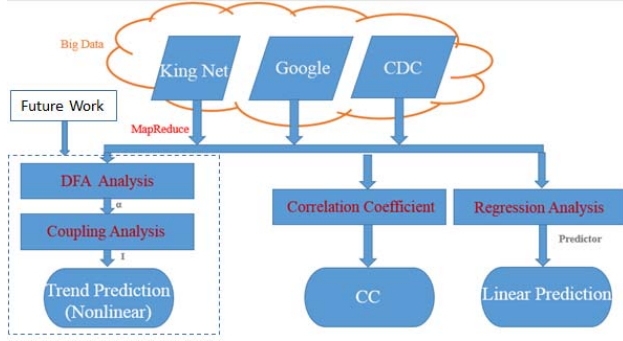 Big Data
King Net
Google
CDC
Future Work
MapReduce
DFA Analysis
α
Coupling Analysis
I
Trend Prediction
(Nonlinear)
Correlation Coefficient
CC
Regression Analysis
Predictor
Linear Prediction